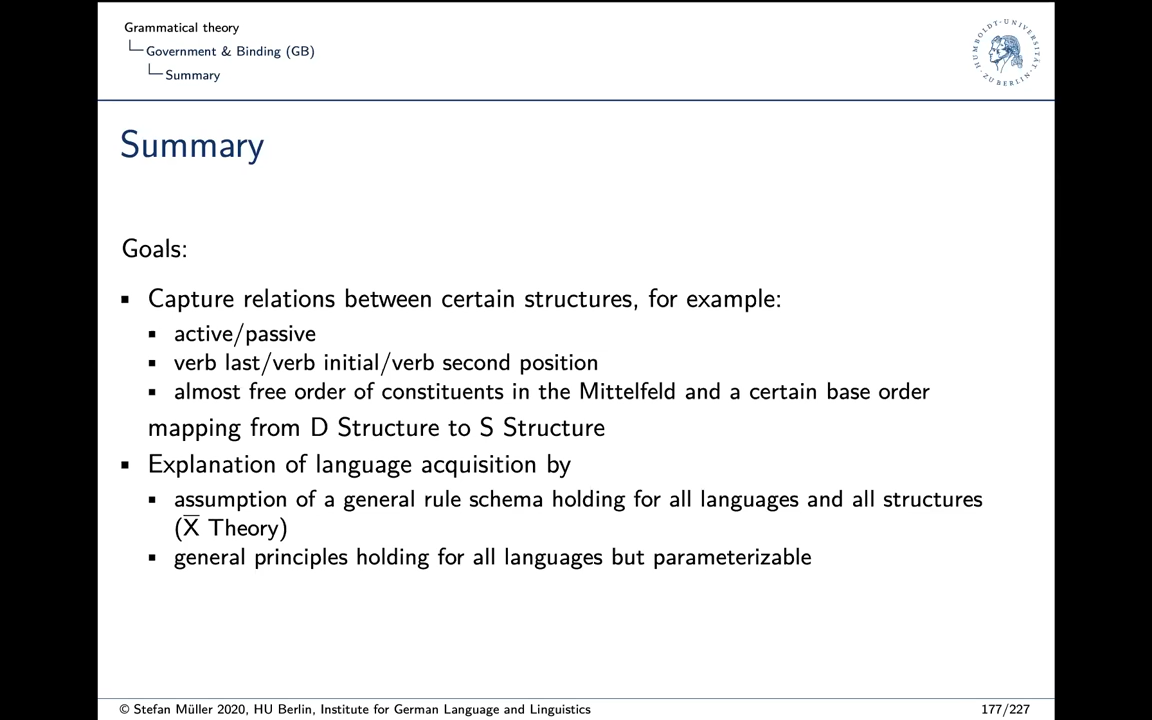 Grammatical theory
Government & Binding (GB)
Summary
HUMBOLDT-UNIVERSITÄT · ZU BERLIN ·
Summary
Goals:
▪ Capture relations between certain structures, for example:
▪ active/passive
▪ verb last/verb initial/verb second position
▪ almost free order of constituents in the Mittelfeld and a certain base order
mapping from D Structure to S Structure
▪ Explanation of language acquisition by
▪ assumption of a general rule schema holding for all languages and all structures
(X̅ Theory)
▪ general principles holding for all languages but parameterizable
© Stefan Müller 2020, HU Berlin, Institute for German Language and Linguistics
177/227